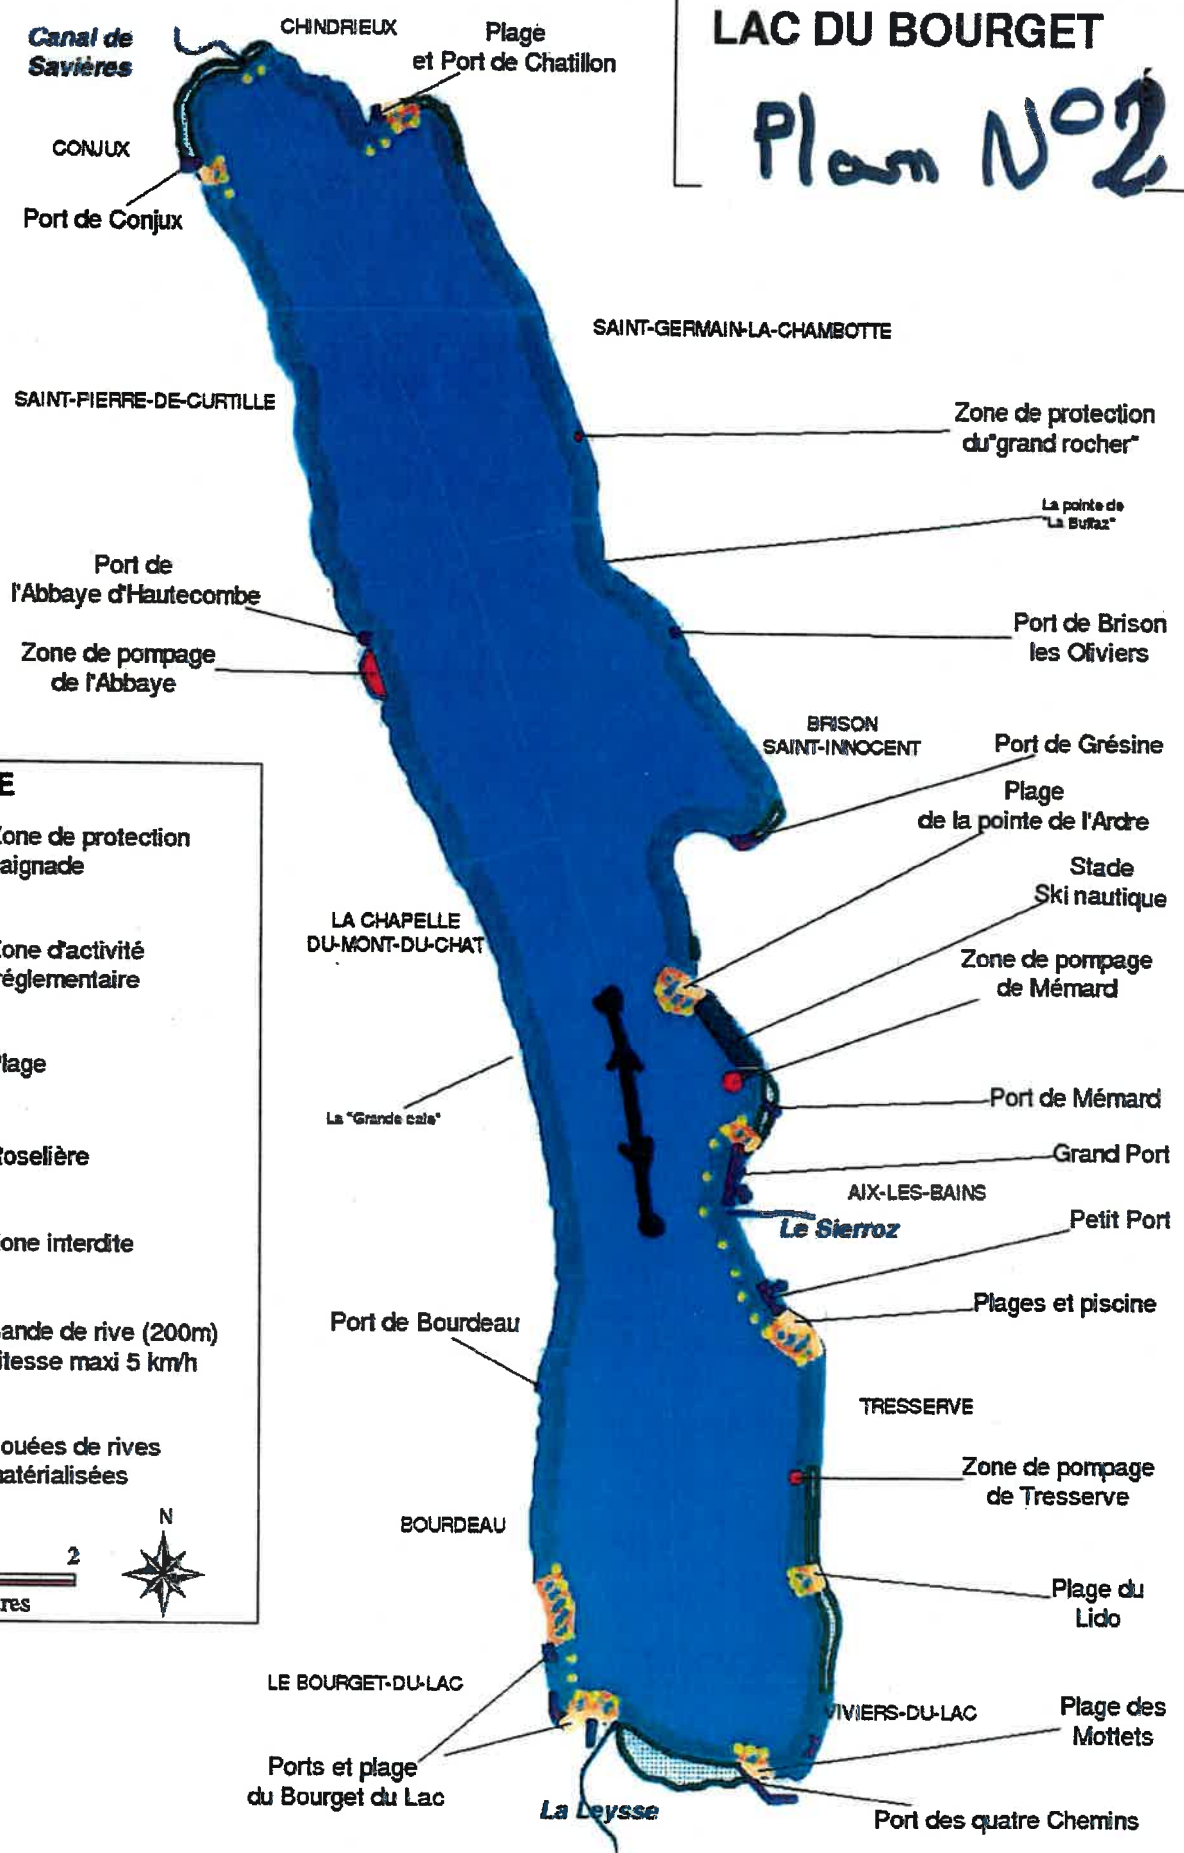 LAC DU BOURGET
Plan N°2
Canal de
Savières
CHINDRIEUX
Plage
et Port de Chatillon
CONJUX
Port de Conjux
SAINT-GERMAIN-LA-CHAMBOTTE
SAINT-PIERRE-DE-CURTILLE
Zone de protection
du"grand rocher"
La pointe de
"La Buffaz"
Port de
l'Abbaye d'Hautecombe
Port de Brison
les Oliviers
Zone de pompage
de l'Abbaye
BRISON
SAINT-INNOCENT
Port de Grésine
Plage
de la pointe de l'Ardre
Stade
Ski nautique
LA CHAPELLE
DU-MONT-DU-CHAT
Zone de pompage
de Mémard
La "Grande cale"
Port de Mémard
Grand Port
AIX-LES-BAINS
Le Sierroz
Petit Port
Plages et piscine
Port de Bourdeau
TRESSERVE
Zone de pompage
de Tresserve
BOURDEAU
Plage du
Lido
LE BOURGET-DU-LAC
VIVIERS-DU-LAC
Plage des
Mottets
Ports et plage
du Bourget du Lac
La Leysse
Port des quatre Chemins
E
one de protection
aignade
one d'activité
réglementaire
lage
oselière
one interdite
ande de rive (200m)
itesse maxi 5 km/h
ouées de rives
atérialisées
N
2
res